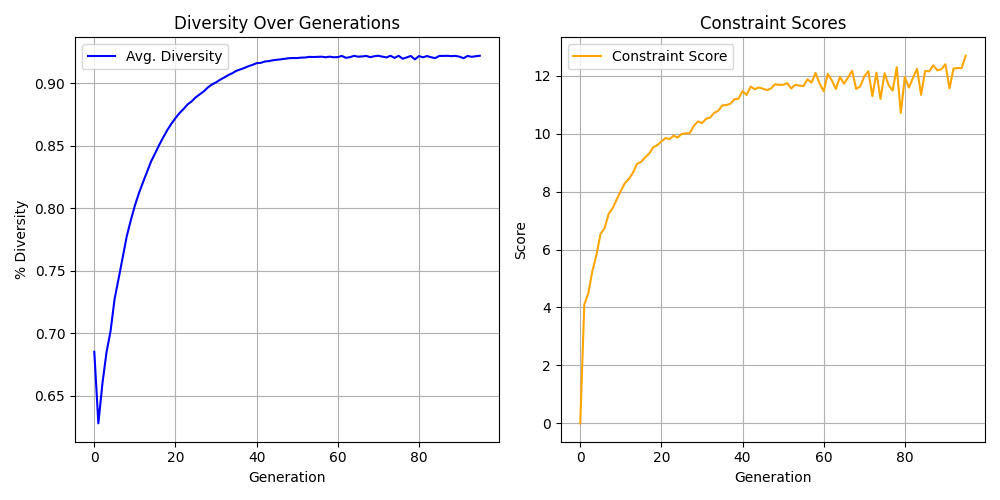 Diversity Over Generations
Avg. Diversity
% Diversity
0.90
0.85
0.80
0.75
0.70
0.65
0 20 40 60 80
Generation
Constraint Scores
Constraint Score
Score
12
10
8
6
4
2
0
0 20 40 60 80
Generation